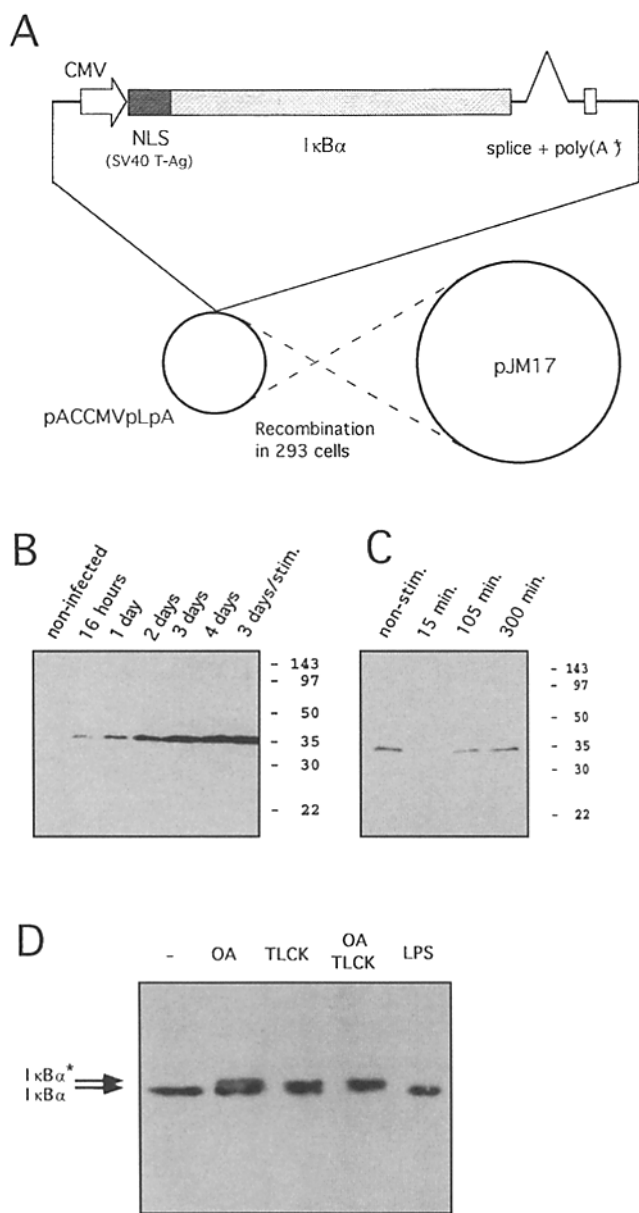 A
CMV
NLS
(SV40 T-Ag)
IκBα
splice + poly(A⁺)
pACCMVpLpA
pJM17
Recombination
in 293 cells
B
non-infected
16 hours
1 day
2 days
3 days
4 days
3 days/stim.
- 143
- 97
- 50
- 35
- 30
- 22
C
non-stim.
15 min.
105 min.
300 min.
- 143
- 97
- 50
- 35
- 30
- 22
D
- OA TLCK OA TLCK LPS
IκBα*
IκBα